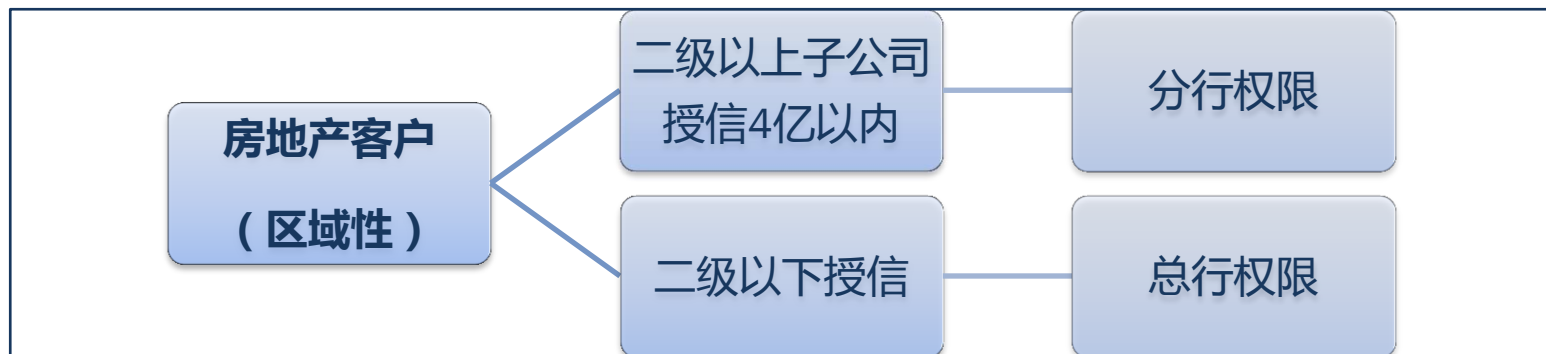 房地产客户
（区域性）
二级以上子公司
授信4亿以内
分行权限
二级以下授信
总行权限